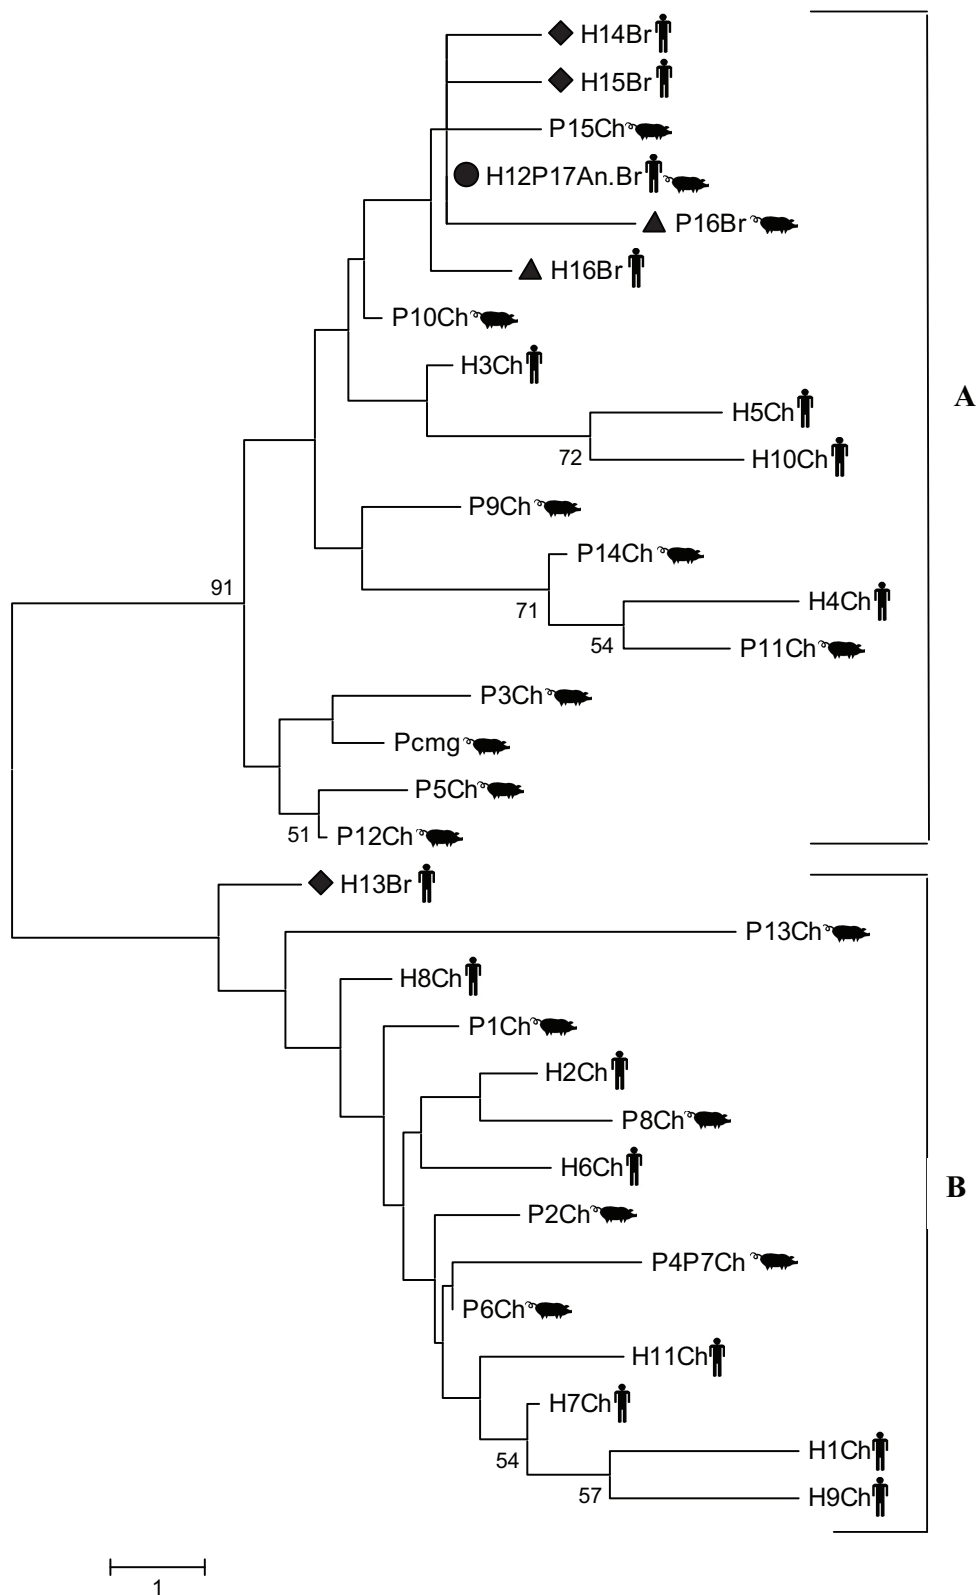 H14Br
H15Br
P15Ch
H12P17An.Br
P16Br
H16Br
P10Ch
H3Ch
A
H5Ch
H10Ch
72
P9Ch
P14Ch
91
H4Ch
71
54
P11Ch
P3Ch
Pcmg
P5Ch
51
P12Ch
H13Br
P13Ch
H8Ch
P1Ch
H2Ch
P8Ch
H6Ch
B
P2Ch
P4P7Ch
P6Ch
H11Ch
H7Ch
H1Ch
54
57
H9Ch
1